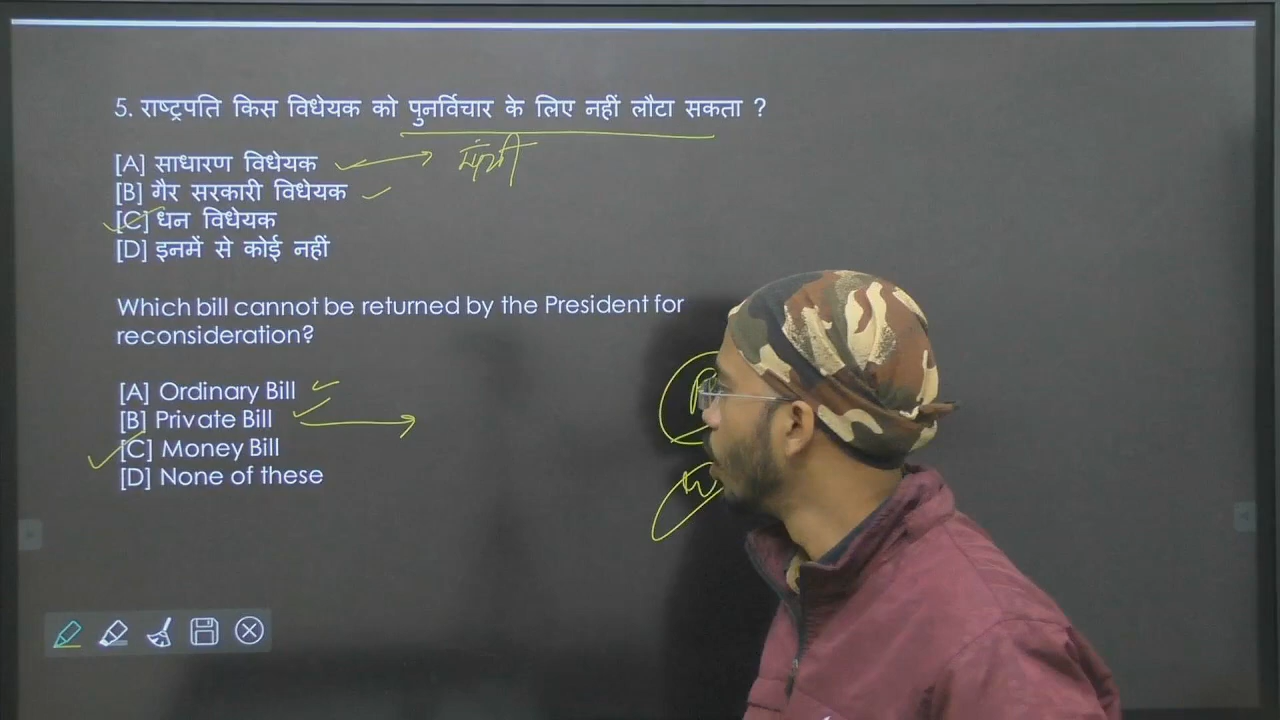 5. राष्ट्रपति किस विधेयक को पुनर्विचार के लिए नहीं लौटा सकता ?
[A] साधारण विधेयक
मंत्री
[B] गैर सरकारी विधेयक
[C] धन विधेयक
[D] इनमें से कोई नहीं
Which bill cannot be returned by the President for
reconsideration?
[A] Ordinary Bill
[B] Private Bill
[C] Money Bill
[D] None of these